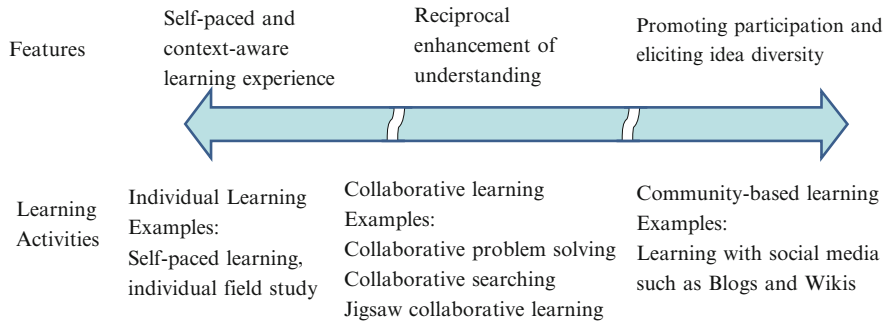 Features
Self-paced and
context-aware
learning experience
Reciprocal
enhancement of
understanding
Promoting participation and
eliciting idea diversity
Learning
Activities
Individual Learning
Examples:
Self-paced learning,
individual field study
Collaborative learning
Examples:
Collaborative problem solving
Collaborative searching
Jigsaw collaborative learning
Community-based learning
Examples:
Learning with social media
such as Blogs and Wikis